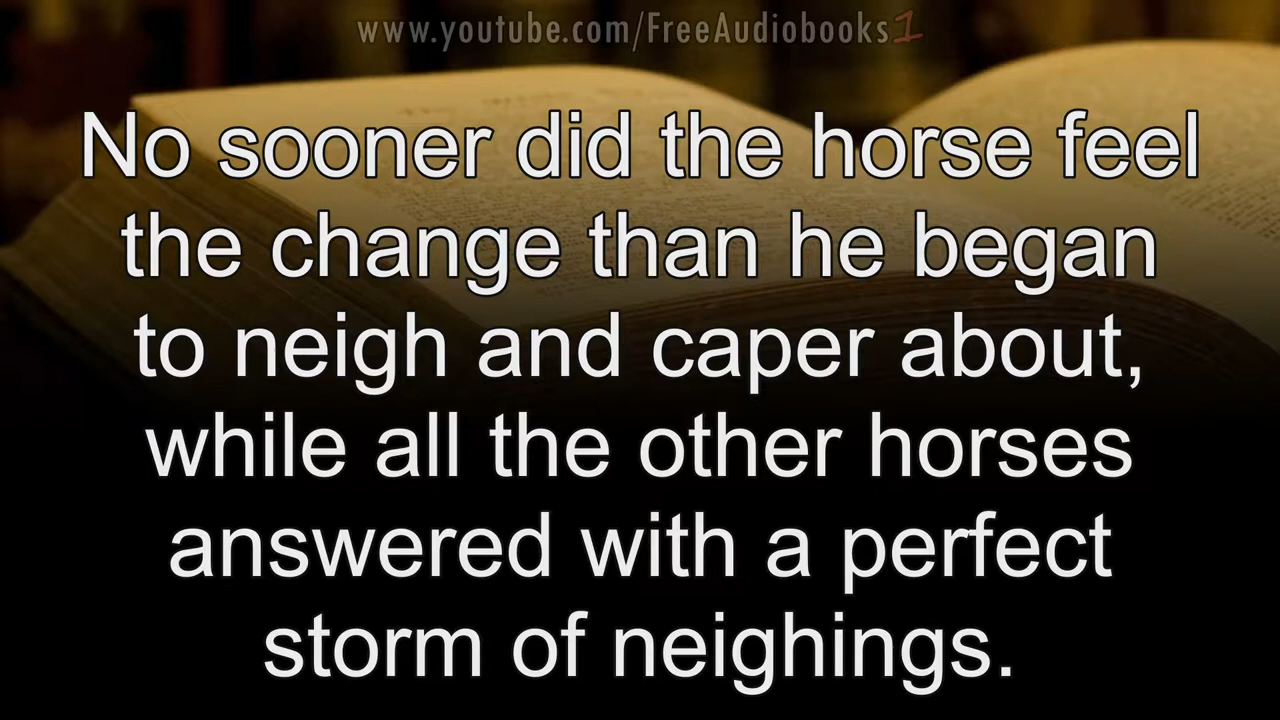 www.youtube.com/FreeAudiobooks1
No sooner did the horse feel
the change than he began
to neigh and caper about,
while all the other horses
answered with a perfect
storm of neighings.